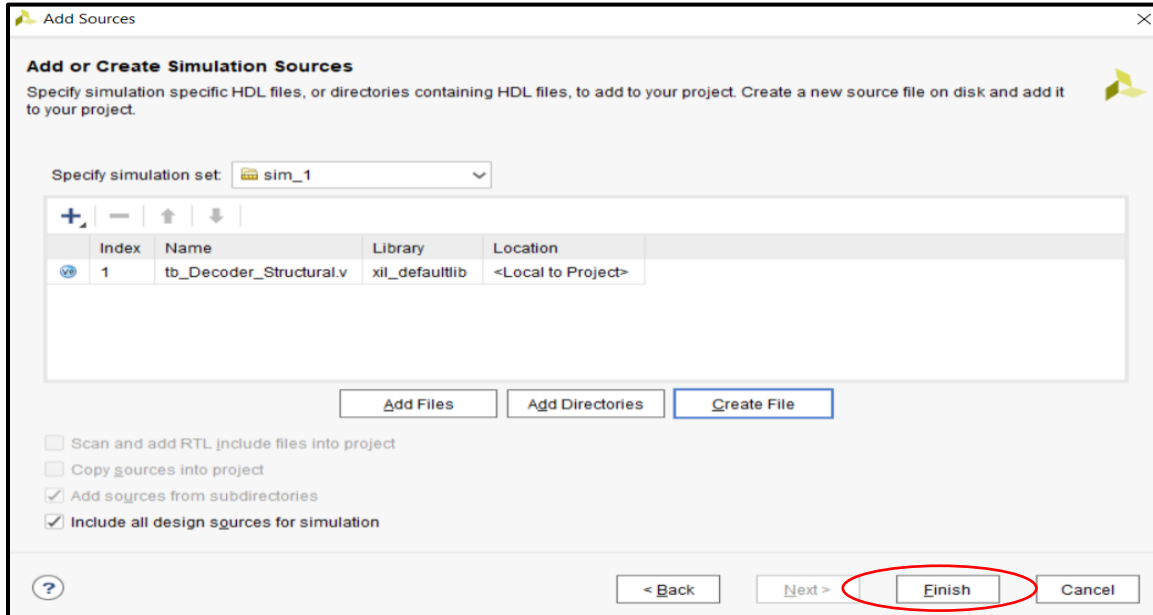 Add Sources
Add or Create Simulation Sources
Specify simulation specific HDL files, or directories containing HDL files, to add to your project. Create a new source file on disk and add it
to your project.
Specify simulation set: sim_1
Index Name Library Location
1 tb_Decoder_Structural.v xil_defaultlib <Local to Project>
Add Files Add Directories Create File
Scan and add RTL include files into project
Copy sources into project
Add sources from subdirectories
Include all design sources for simulation
? < Back Next > Finish Cancel